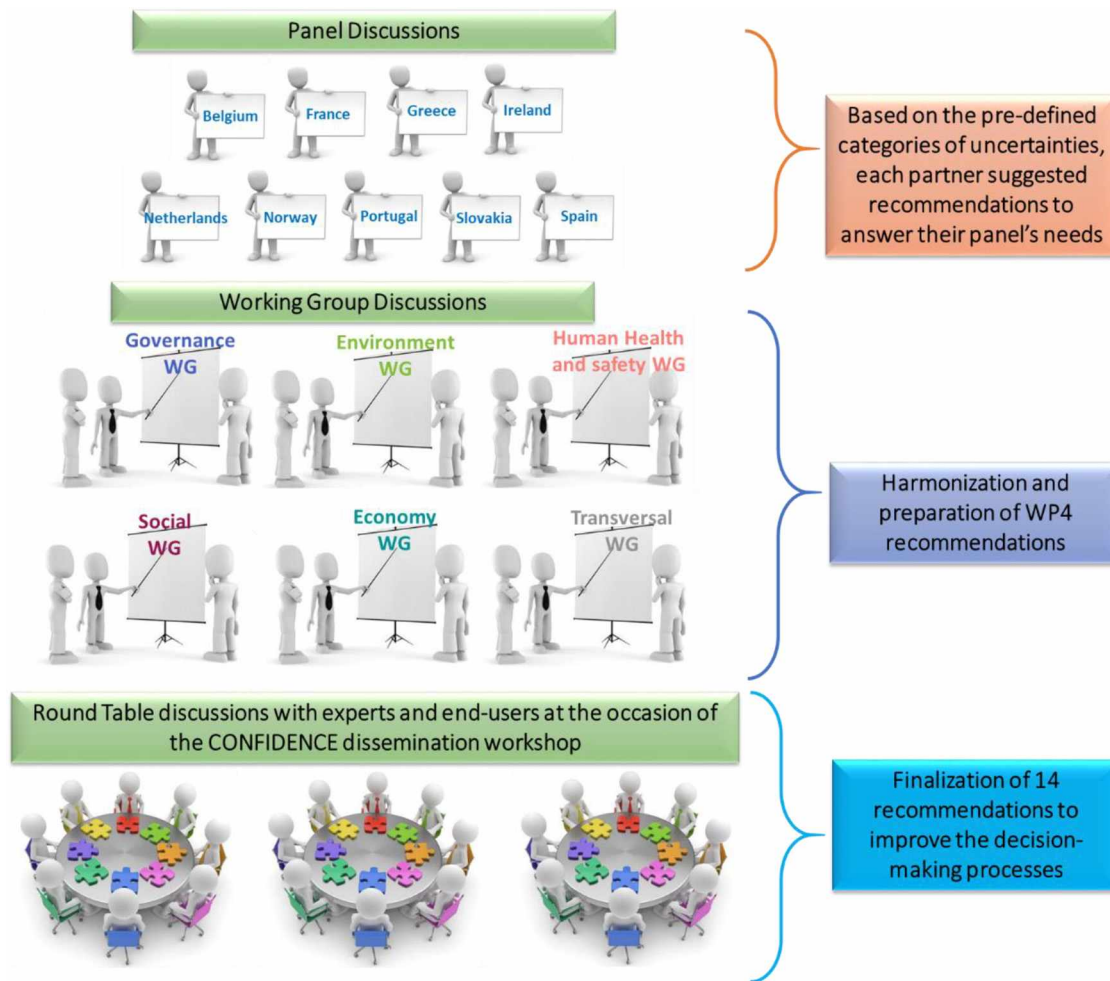 Panel Discussions
Belgium
France
Greece
Ireland
Netherlands
Norway
Portugal
Slovakia
Spain
Based on the pre-defined
categories of uncertainties,
each partner suggested
recommendations to
answer their panel's needs
Working Group Discussions
Governance
WG
Environment
WG
Human Health
and safety WG
Social
WG
Economy
WG
Transversal
WG
Harmonization and
preparation of WP4
recommendations
Round Table discussions with experts and end-users at the occasion of
the CONFIDENCE dissemination workshop
Finalization of 14
recommendations to
improve the decision-
making processes